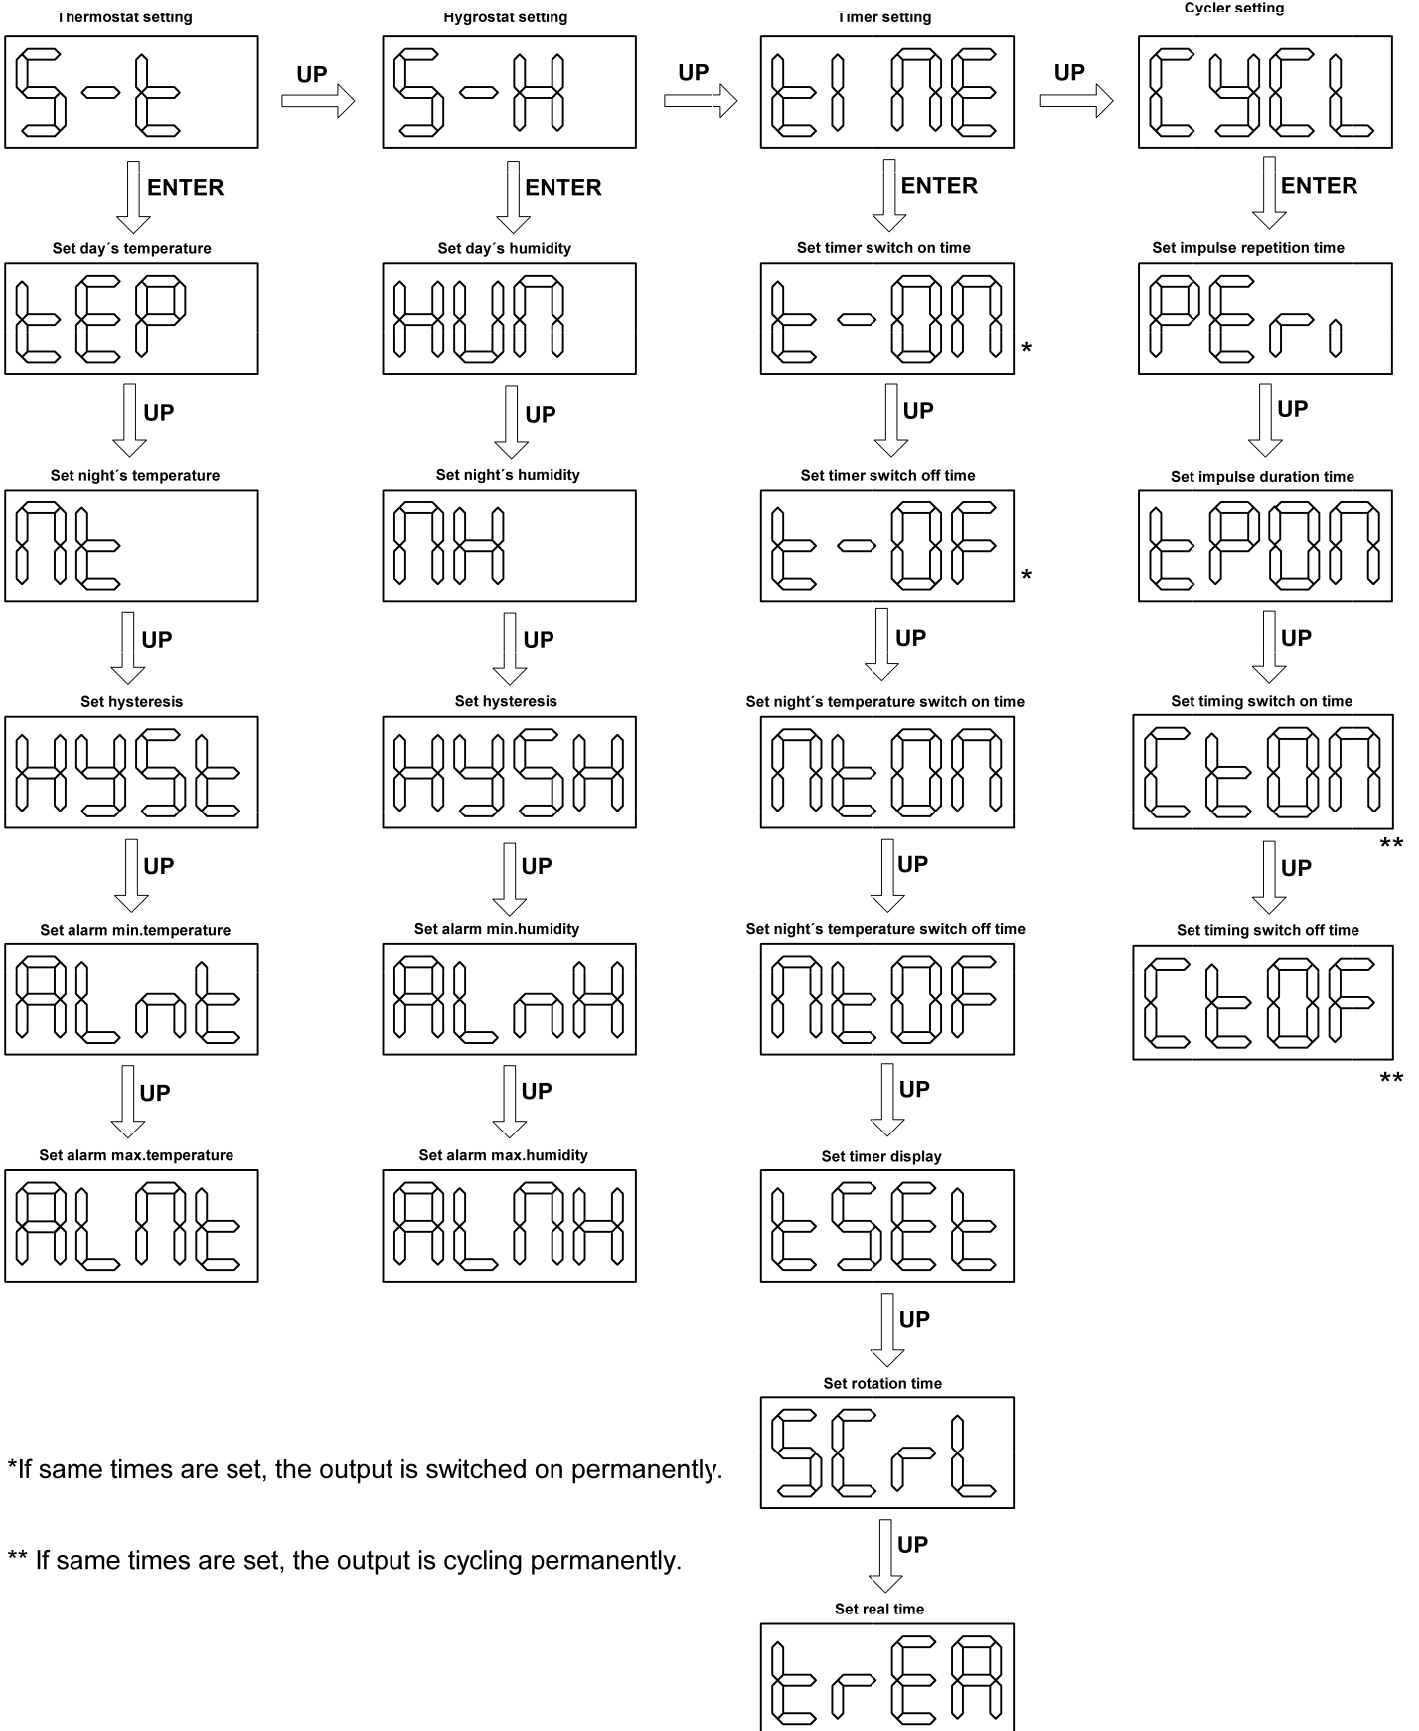 Thermostat setting
Hygrostat setting
Timer setting
Cycler setting
S-t
UP
S-H
UP
tIME
UP
CYCL
ENTER
ENTER
ENTER
ENTER
Set day´s temperature
Set day´s humidity
Set timer switch on time
Set impulse repetition time
tEP
HUM
t-ON
*
PEri
UP
UP
UP
UP
Set night´s temperature
Set night´s humidity
Set timer switch off time
Set impulse duration time
Nt
NH
t-OF
*
tPON
UP
UP
UP
UP
Set hysteresis
Set hysteresis
Set night´s temperature switch on time
Set timing switch on time
HYSt
HYSH
NtON
CtON
**
UP
UP
UP
UP
Set alarm min.temperature
Set alarm min.humidity
Set night´s temperature switch off time
Set timing switch off time
ALnt
ALnH
NtOF
CtOF
**
UP
UP
UP
Set alarm max.temperature
Set alarm max.humidity
Set timer display
ALMt
ALMH
tSEt
UP
Set rotation time
SCrL
*If same times are set, the output is switched on permanently.
UP
** If same times are set, the output is cycling permanently.
Set real time
trEA